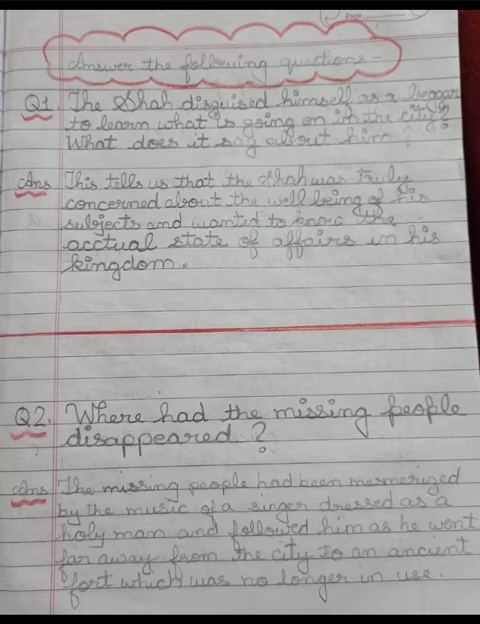 Page
Answer the following questions-
Q1. The Shah disguised himself as a beggar
to learn what is going on in the city?
What does it say about him?
Ans This tells us that the Shah was truly
concerned about the well being of his
subjects and wanted to know the
acctual state of affairs in his
kingdom.
Q2. Where had the missing people
disappeared?
Ans The missing people had been mesmerized
by the music of a singer dressed as a
holy man and followed him as he went
far away from the city to an ancient
fort which was no longer in use.